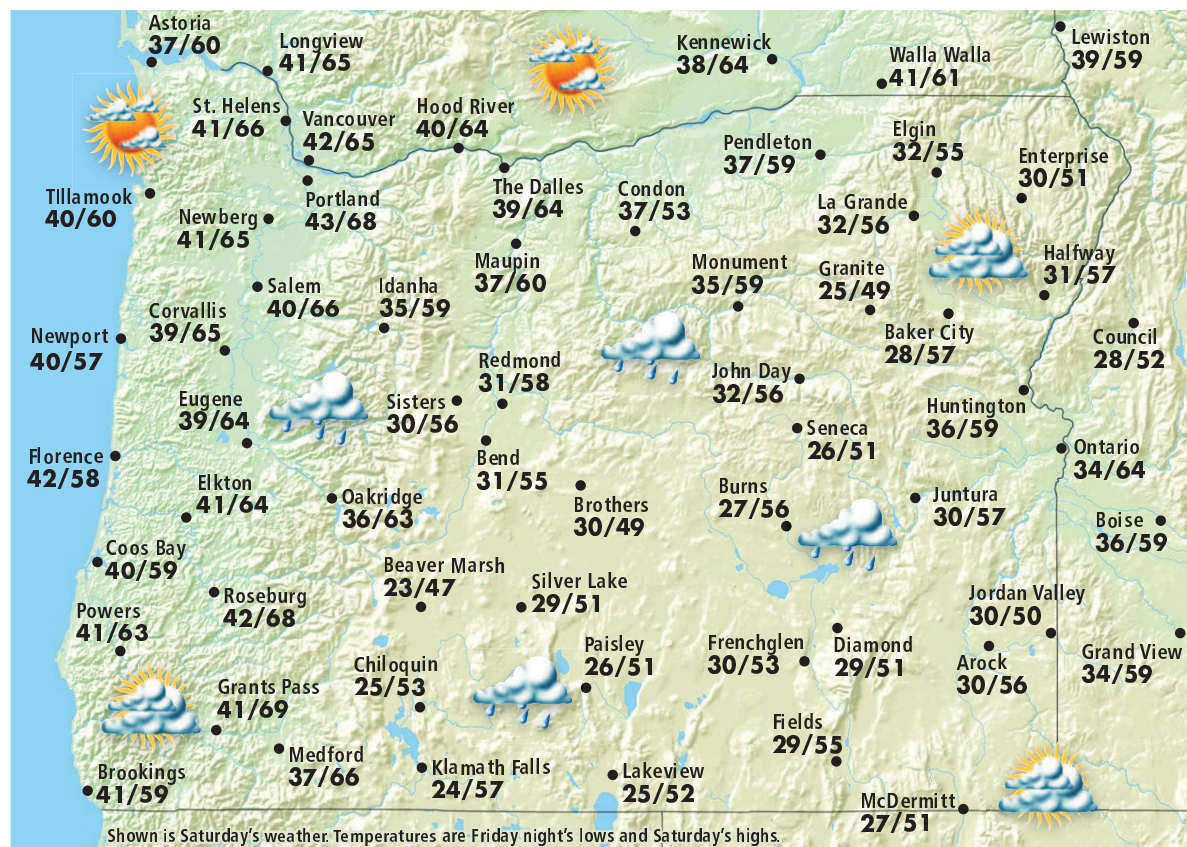 Astoria
37/60
Longview
41/65
Kennewick
38/64
Walla Walla
41/61
Lewiston
39/59
St. Helens
41/66
Vancouver
42/65
Hood River
40/64
Pendleton
37/59
Elgin
32/55
Enterprise
30/51
TIllamook
40/60
Newberg
41/65
Portland
43/68
The Dalles
39/64
Condon
37/53
La Grande
32/56
Maupin
37/60
Monument
35/59
Granite
25/49
Halfway
31/57
Salem
40/66
Idanha
35/59
Corvallis
39/65
Newport
40/57
Baker City
28/57
Council
28/52
Redmond
31/58
John Day
32/56
Eugene
39/64
Sisters
30/56
Huntington
36/59
Seneca
26/51
Florence
42/58
Bend
31/55
Ontario
34/64
Elkton
41/64
Oakridge
36/63
Brothers
30/49
Burns
27/56
Juntura
30/57
Boise
36/59
Coos Bay
40/59
Beaver Marsh
23/47
Silver Lake
29/51
Roseburg
42/68
Jordan Valley
30/50
Powers
41/63
Paisley
26/51
Frenchglen
30/53
Diamond
29/51
Arock
30/56
Grand View
34/59
Chiloquin
25/53
Grants Pass
41/69
Fields
29/55
Medford
37/66
Klamath Falls
24/57
Lakeview
25/52
Brookings
41/59
McDermitt
27/51
Shown is Saturday's weather. Temperatures are Friday night's lows and Saturday's highs.